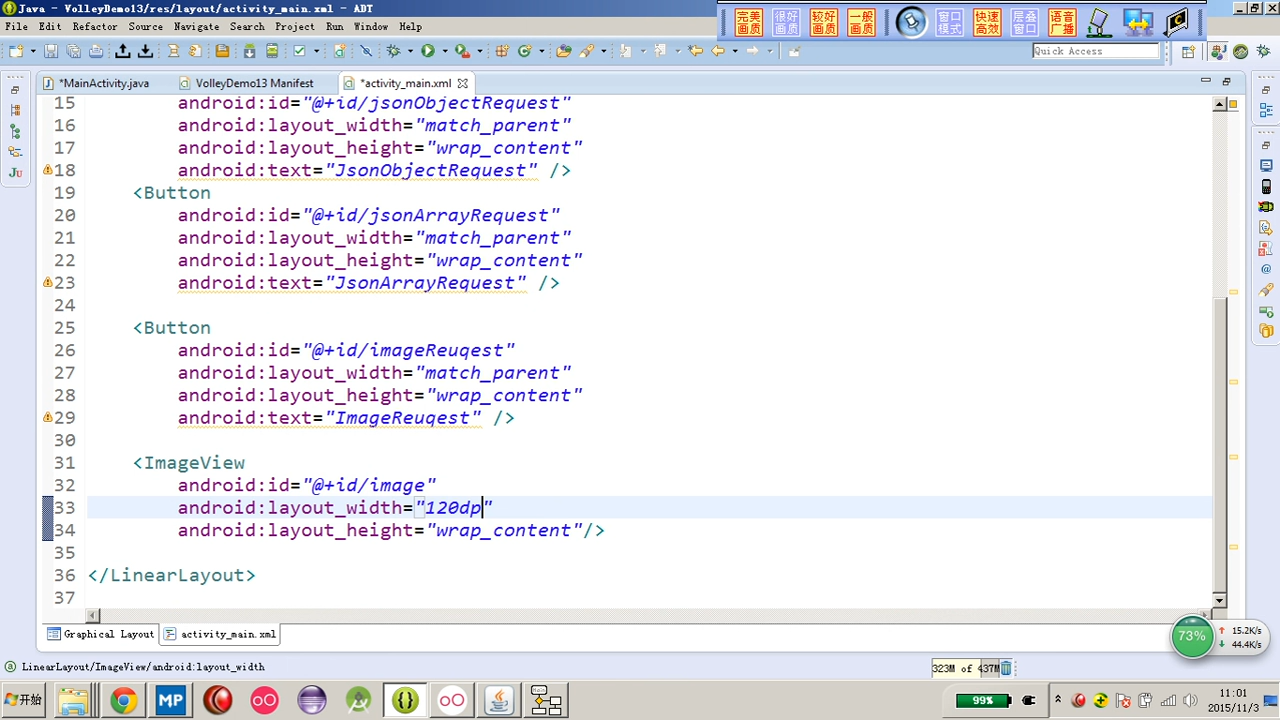 Java - VolleyDemo13/res/layout/activity_main.xml - ADT
File Edit Refactor Source Navigate Search Project Run Window Help
完美画质 很好画质 较好画质 一般画质 窗口模式 快速高效 层叠窗口 语音广播
Quick Access
*MainActivity.java VolleyDemo13 Manifest *activity_main.xml
15 android:id="@+id/jsonObjectRequest"
16 android:layout_width="match_parent"
17 android:layout_height="wrap_content"
18 android:text="JsonObjectRequest" />
19 <Button
20 android:id="@+id/jsonArrayRequest"
21 android:layout_width="match_parent"
22 android:layout_height="wrap_content"
23 android:text="JsonArrayRequest" />
24
25 <Button
26 android:id="@+id/imageReuqest"
27 android:layout_width="match_parent"
28 android:layout_height="wrap_content"
29 android:text="ImageReuqest" />
30
31 <ImageView
32 android:id="@+id/image"
33 android:layout_width="120dp"
34 android:layout_height="wrap_content"/>
35
36 </LinearLayout>
37
Graphical Layout activity_main.xml
73% 15.2K/s
44.4K/s
LinearLayout/ImageView/android:layout_width
323M of 437M
开始 MP 99% 11:01
2015/11/3